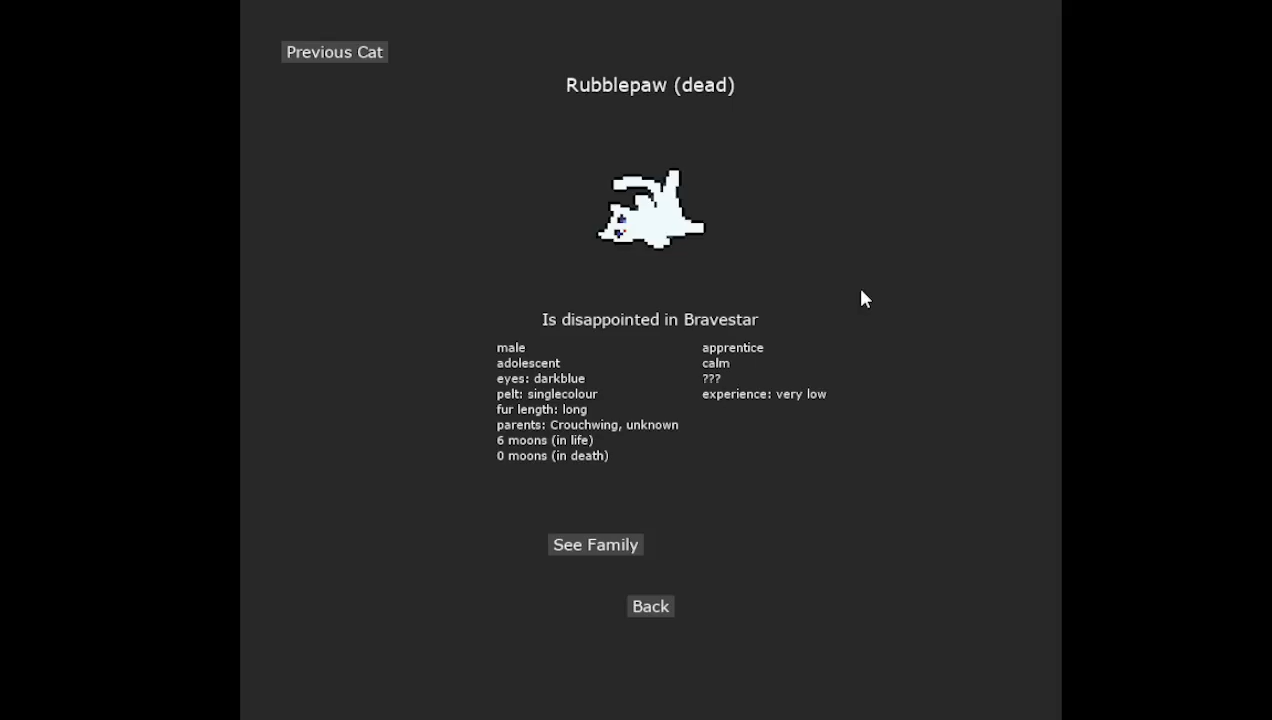 Previous Cat
Rubblepaw (dead)
Is disappointed in Bravestar
male
adolescent
eyes: darkblue
pelt: singlecolour
fur length: long
parents: Crouchwing, unknown
6 moons (in life)
0 moons (in death)
apprentice
calm
???
experience: very low
See Family
Back